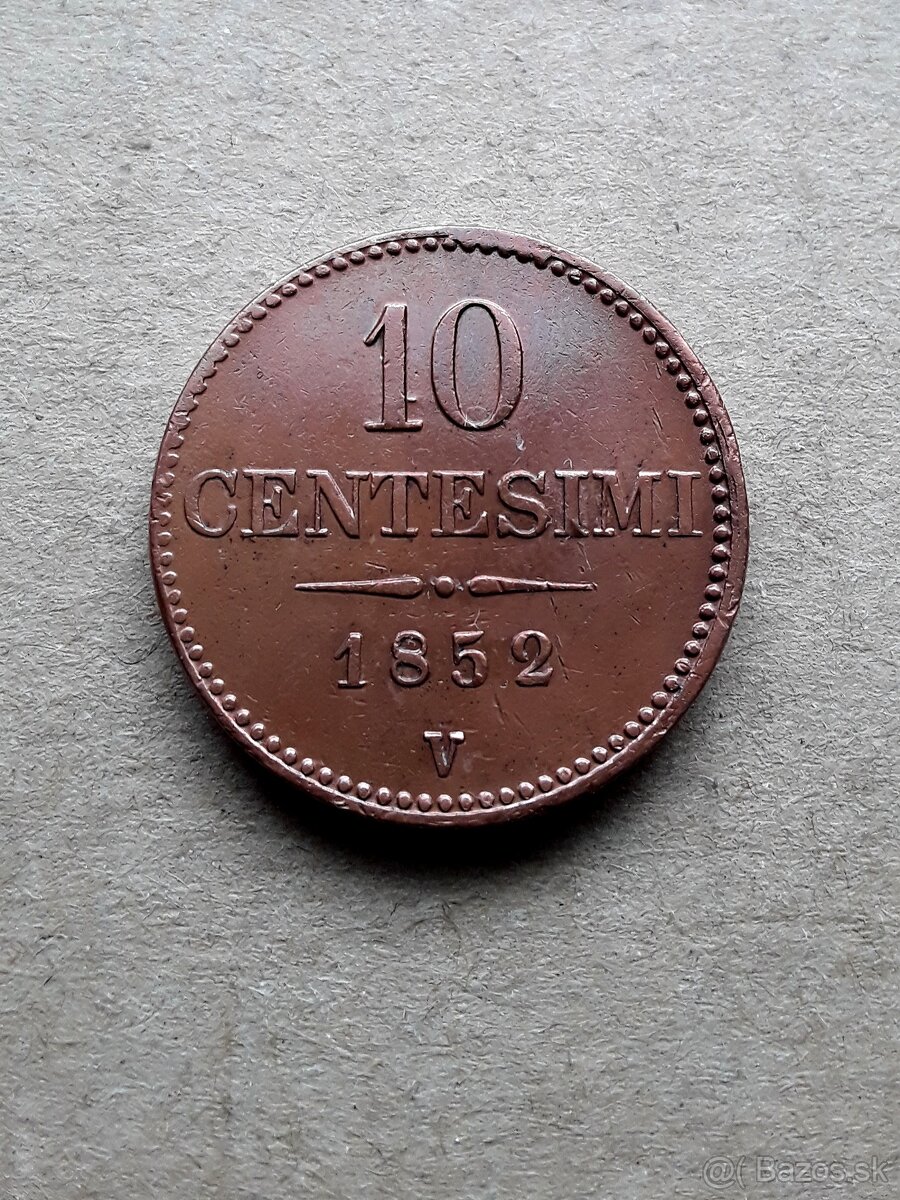 10
CENTESIMI
1852
V
@( Bazos.sk